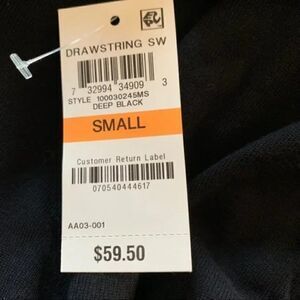 DRAWSTRING SW
7 32994 34909 3
STYLE 100030245MS
DEEP BLACK
SMALL
Customer Return Label
070540444617
AA03-001
$59.50